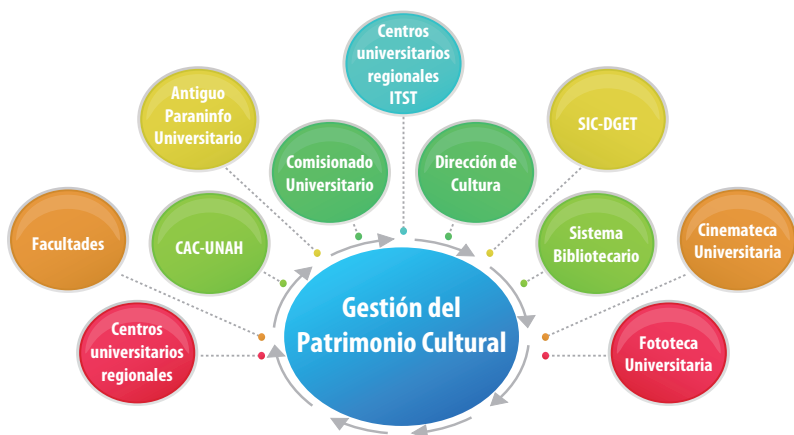 Centros
universitarios
regionales
ITST
Antiguo
Paraninfo
Universitario
SIC-DGET
Comisionado
Universitario
Dirección de
Cultura
Facultades
CAC-UNAH
Sistema
Bibliotecario
Cinemateca
Universitaria
Gestión del
Patrimonio Cultural
Centros
universitarios
regionales
Fototeca
Universitaria